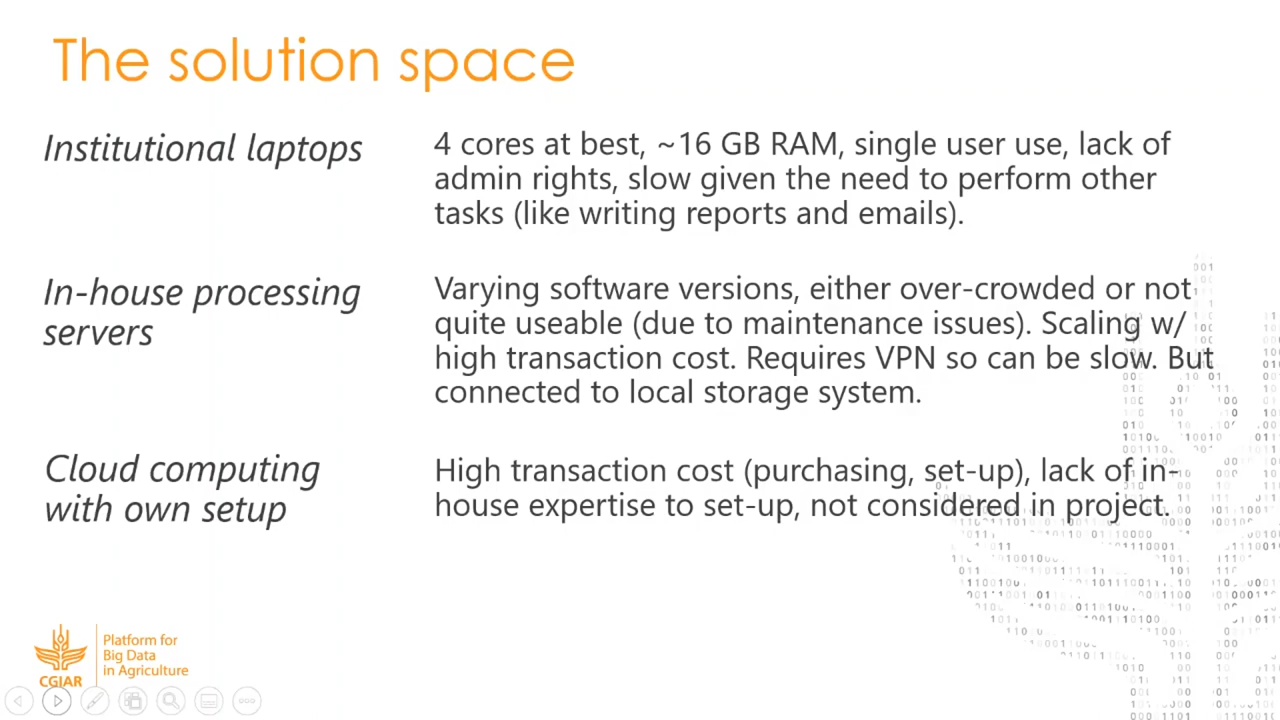 The solution space
Institutional laptops
4 cores at best, ~16 GB RAM, single user use, lack of
admin rights, slow given the need to perform other
tasks (like writing reports and emails).
In-house processing
servers
Varying software versions, either over-crowded or not
quite useable (due to maintenance issues). Scaling w/
high transaction cost. Requires VPN so can be slow. But
connected to local storage system.
Cloud computing
with own setup
High transaction cost (purchasing, set-up), lack of in-
house expertise to set-up, not considered in project.
CGIAR
Platform for
Big Data
in Agriculture